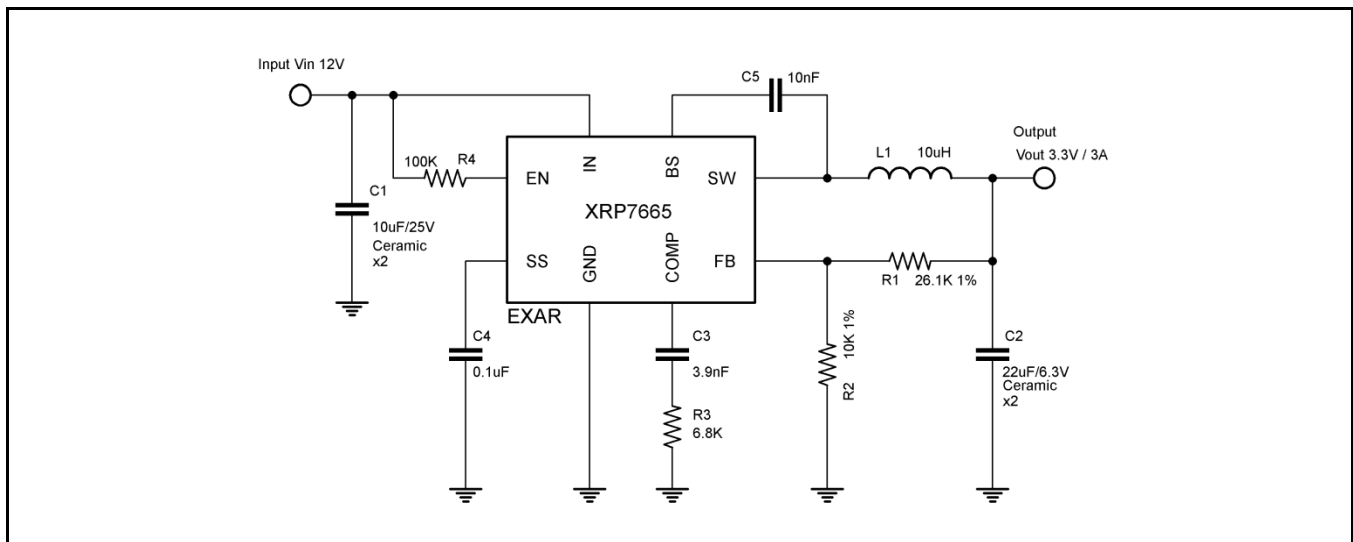 Input Vin 12V
C5
10nF
Output
Vout 3.3V / 3A
L1
10uH
100K
R4
EN
IN
BS
SW
XRP7665
C1
10uF/25V
Ceramic
x2
SS
GND
COMP
FB
R1
26.1K 1%
EXAR
C4
0.1uF
C3
3.9nF
R3
6.8K
10K 1%
R2
C2
22uF/6.3V
Ceramic
x2